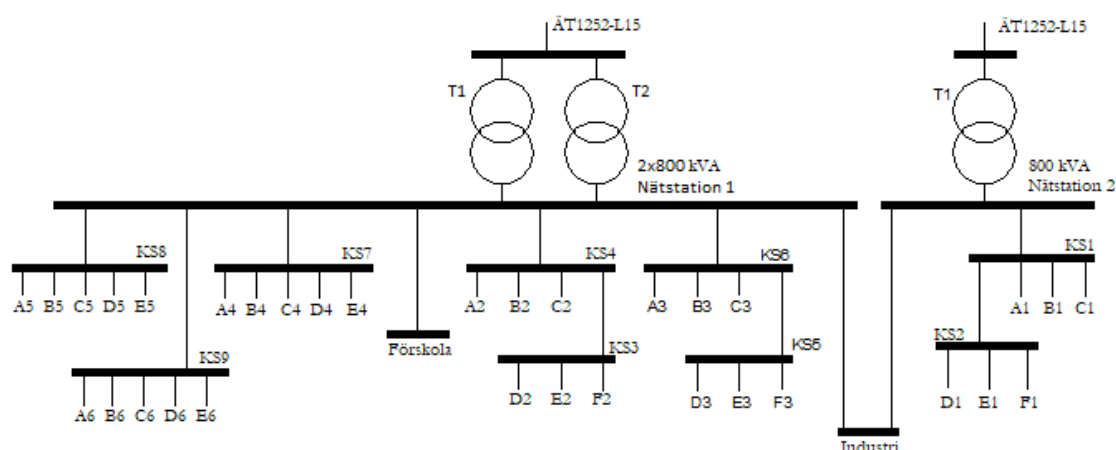 ÄT1252-L15
ÄT1252-L15
T1
T2
T1
2x800 kVA
Nätstation 1
800 kVA
Nätstation 2
KS8
KS7
KS4
KS6
KS1
A5 B5 C5 D5 E5
A4 B4 C4 D4 E4
A2 B2 C2
A3 B3 C3
A1 B1 C1
KS2
Förskola
KS3
KS5
KS9
D2 E2 F2
D3 E3 F3
D1 E1 F1
A6 B6 C6 D6 E6
Industri